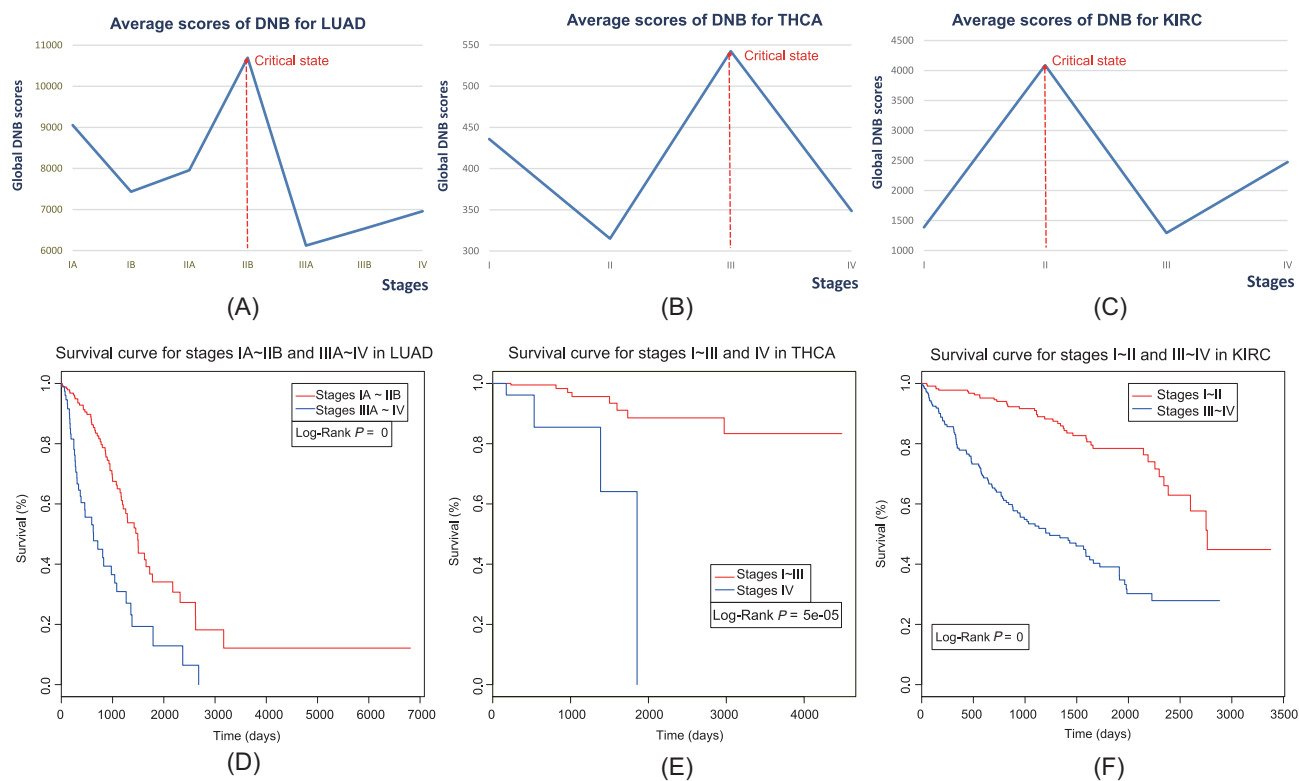 Average scores of DNB for LUAD
Global DNB scores
11000
10000
9000
8000
7000
6000
Critical state
IA IB IIA IIB IIIA IIIB IV
Stages
(A)
Average scores of DNB for THCA
Global DNB scores
550
500
450
400
350
300
Critical state
I II III IV
Stages
(B)
Average scores of DNB for KIRC
Global DNB scores
4500
4000
3500
3000
2500
2000
1500
1000
Critical state
I II III IV
Stages
(C)
Survival curve for stages IA~IIB and IIIA~IV in LUAD
Survival (%)
1.0
0.8
0.6
0.4
0.2
0.0
Stages IA ~ IIB
Stages IIIA ~ IV
Log-Rank P = 0
0 1000 2000 3000 4000 5000 6000 7000
Time (days)
(D)
Survival curve for stages I~III and IV in THCA
Survival (%)
1.0
0.8
0.6
0.4
0.2
0.0
Stages I~III
Stages IV
Log-Rank P = 5e-05
0 1000 2000 3000 4000
Time (days)
(E)
Survival curve for stages I~II and III~IV in KIRC
Survival (%)
1.0
0.8
0.6
0.4
0.2
0.0
Stages I~II
Stages III~IV
Log-Rank P = 0
0 500 1000 1500 2000 2500 3000 3500
Time (days)
(F)